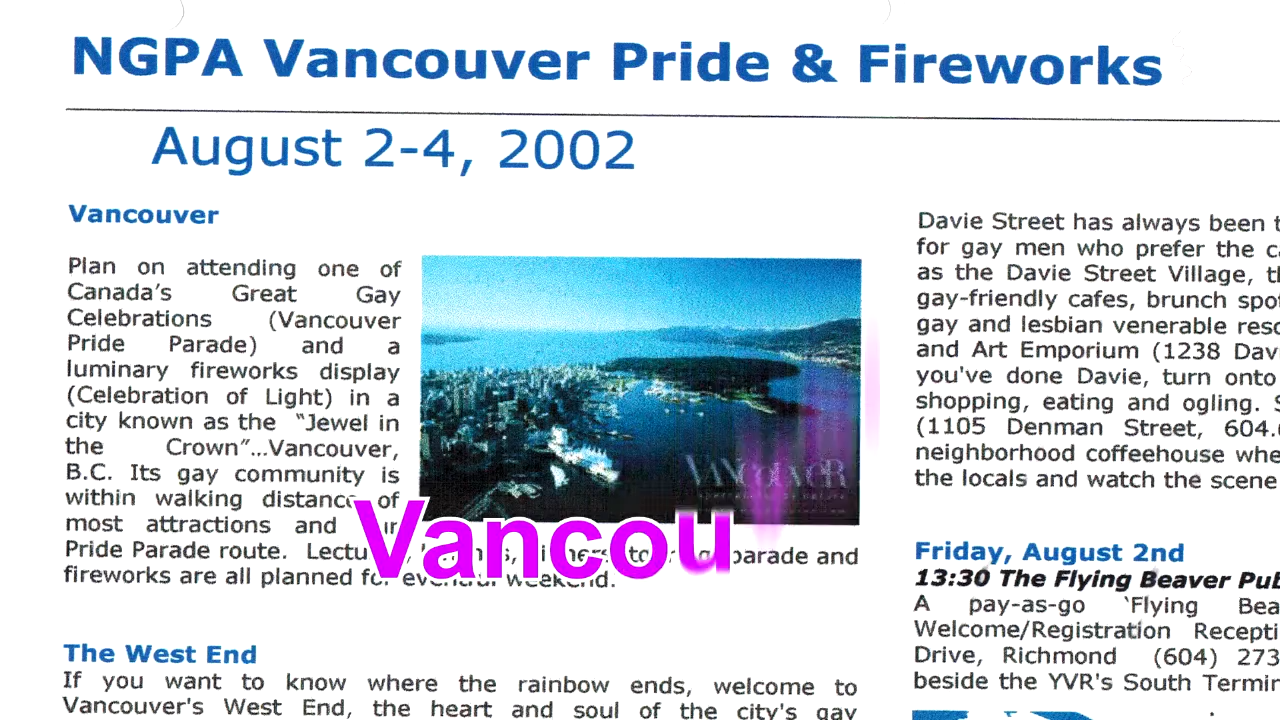 NGPA Vancouver Pride & Fireworks
August 2-4, 2002
Vancouver
Plan on attending one of
Canada's Great Gay
Celebrations (Vancouver
Pride Parade) and a
luminary fireworks display
(Celebration of Light) in a
city known as the "Jewel in
the Crown"...Vancouver,
B.C. Its gay community is
within walking distance of
most attractions and
Pride Parade route. parade and
fireworks are all planned for eventful weekend.
VANCOUVER
Vancou
The West End
If you want to know where the rainbow ends, welcome to
Vancouver's West End, the heart and soul of the city's gay
Davie Street has always been
for gay men who prefer the
as the Davie Street Village,
gay-friendly cafes, brunch
gay and lesbian venerable
and Art Emporium (1238
you've done Davie, turn onto
shopping, eating and ogling.
(1105 Denman Street, 604.
neighborhood coffeehouse
the locals and watch the scene
Friday, August 2nd
13:30 The Flying Beaver
A pay-as-go 'Flying
Welcome/Registration
Drive, Richmond (604) 273
beside the YVR's South